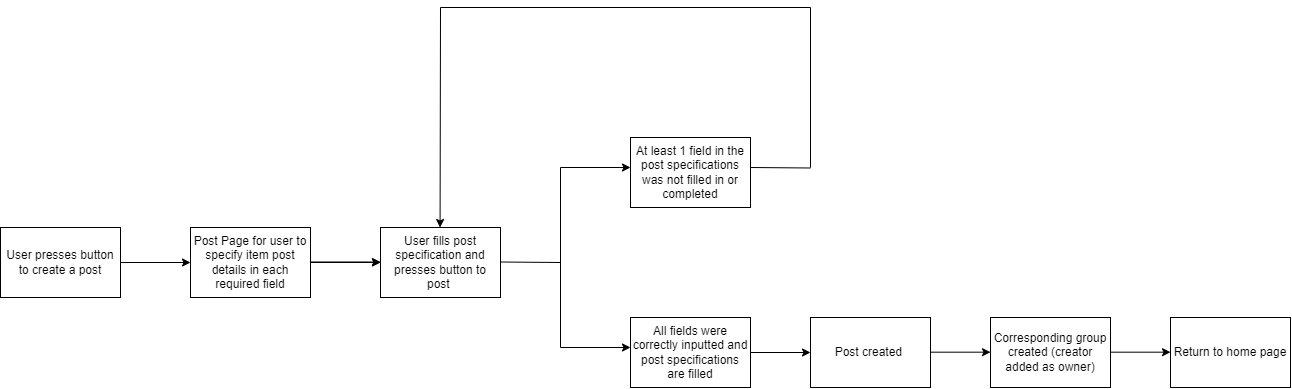 At least 1 field in the
post specifications
was not filled in or
completed
User presses button
to create a post
Post Page for user to
specify item post
details in each
required field
User fills post
specification and
presses button to
post
All fields were
correctly inputted and
post specifications
are filled
Post created
Corresponding group
created (creator
added as owner)
Return to home page